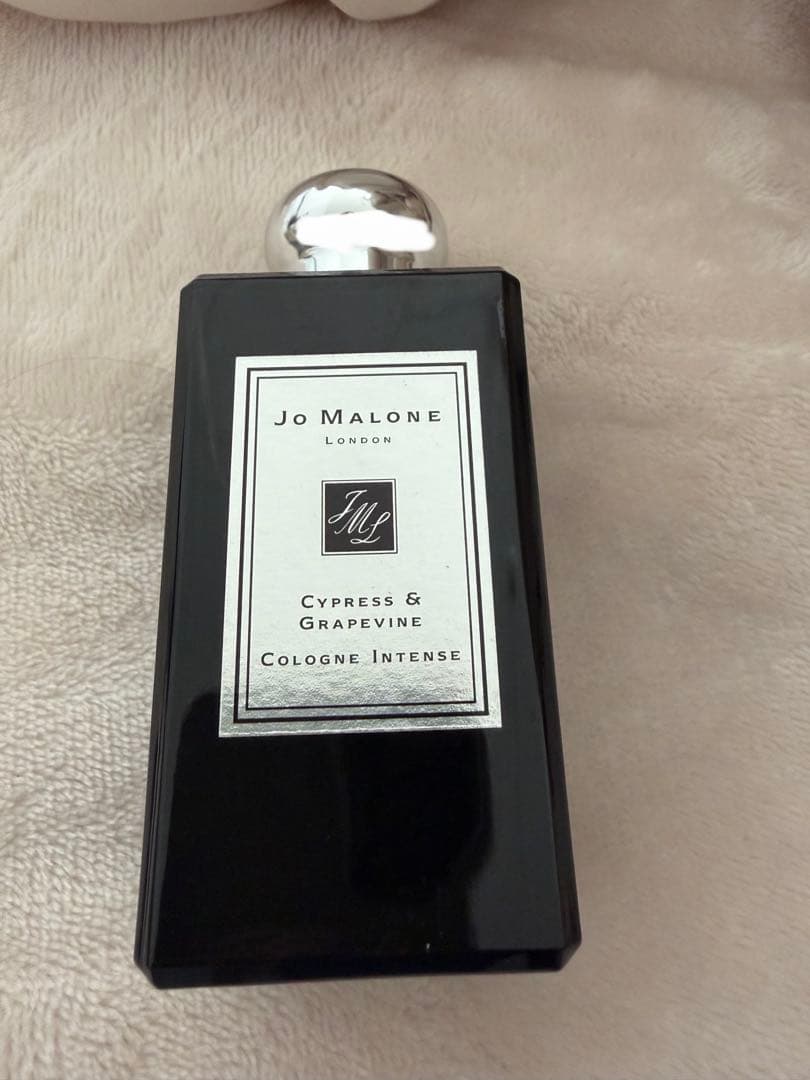 Jo Malone
London
JML
Cypress &
Grapevine
Cologne Intense